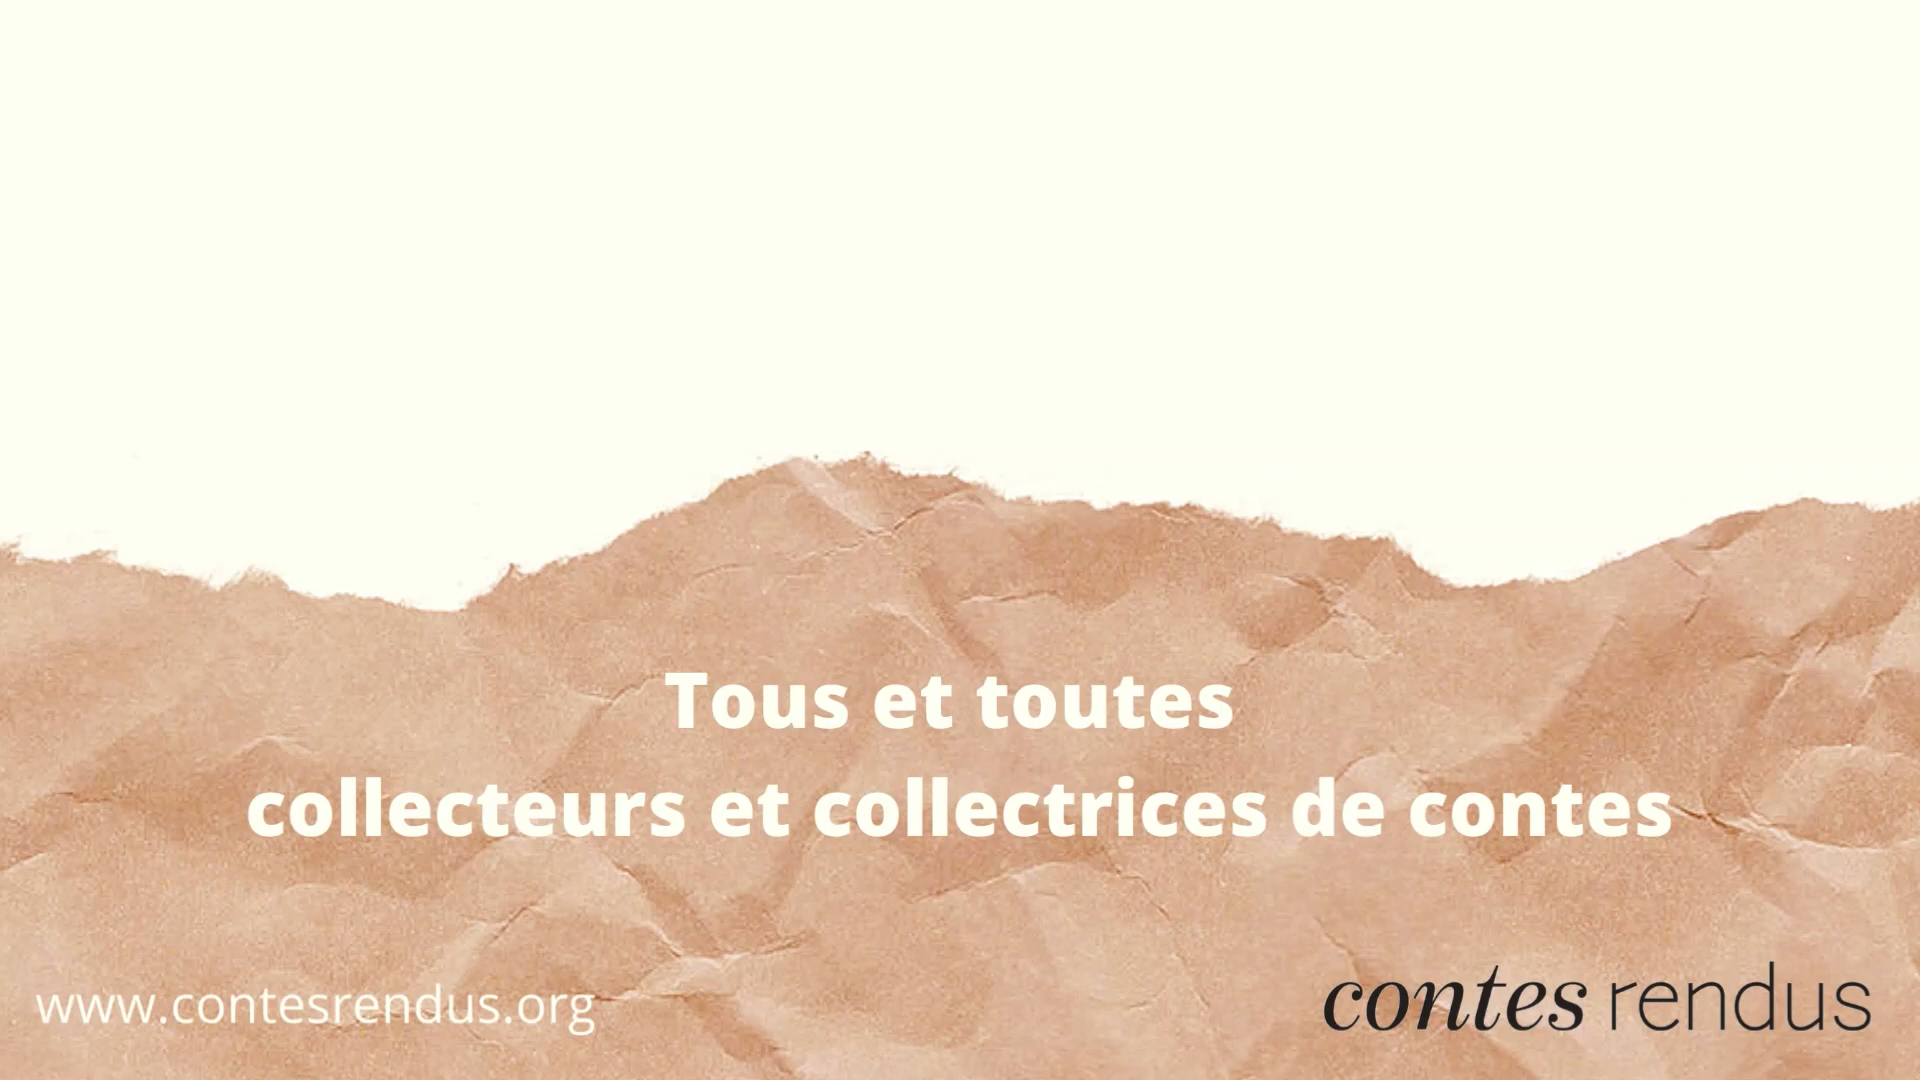 Tous et toutes
collecteurs et collectrices de contes
www.contesrendus.org
contes rendus